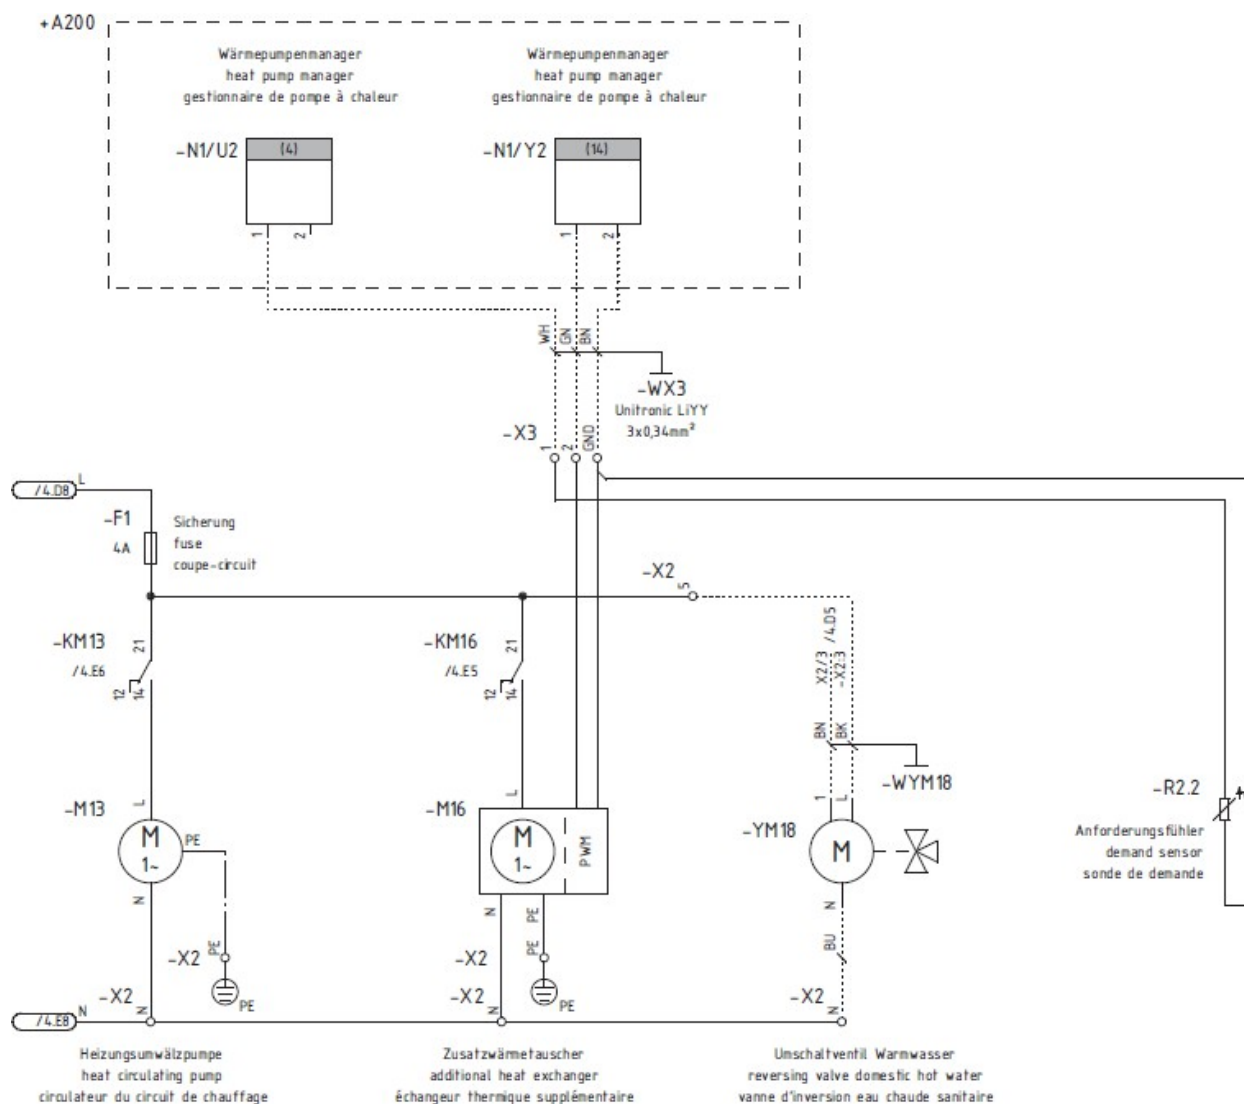 +A200
Wärmepumpenmanager
heat pump manager
gestionnaire de pompe à chaleur
Wärmepumpenmanager
heat pump manager
gestionnaire de pompe à chaleur
-N1/U2
(4)
1
2
-N1/Y2
(14)
1
2
WH
GN
BN
-WX3
Unitronic LiYY
3x0,34mm²
-X3
1
2
GND
/4.D8
L
-F1
4A
Sicherung
fuse
coupe-circuit
-X2
5
-KM13
/4.E6
21
12
14
-KM16
/4.E5
21
12
14
X2/3
/4.D5
-X2:3
BN
BK
-WYM18
-M13
L
M
1~
PE
N
-M16
L
M
1~
PWM
N
PE
-YM18
1
L
M
N
BU
-R2.2
Anforderungsfühler
demand sensor
sonde de demande
-X2
PE
PE
-X2
PE
PE
-X2
N
-X2
N
-X2
N
/4.E8
N
Heizungsumwälzpumpe
heat circulating pump
circulateur du circuit de chauffage
Zusatzwärmetauscher
additional heat exchanger
échangeur thermique supplémentaire
Umschaltventil Warmwasser
reversing valve domestic hot water
vanne d'inversion eau chaude sanitaire